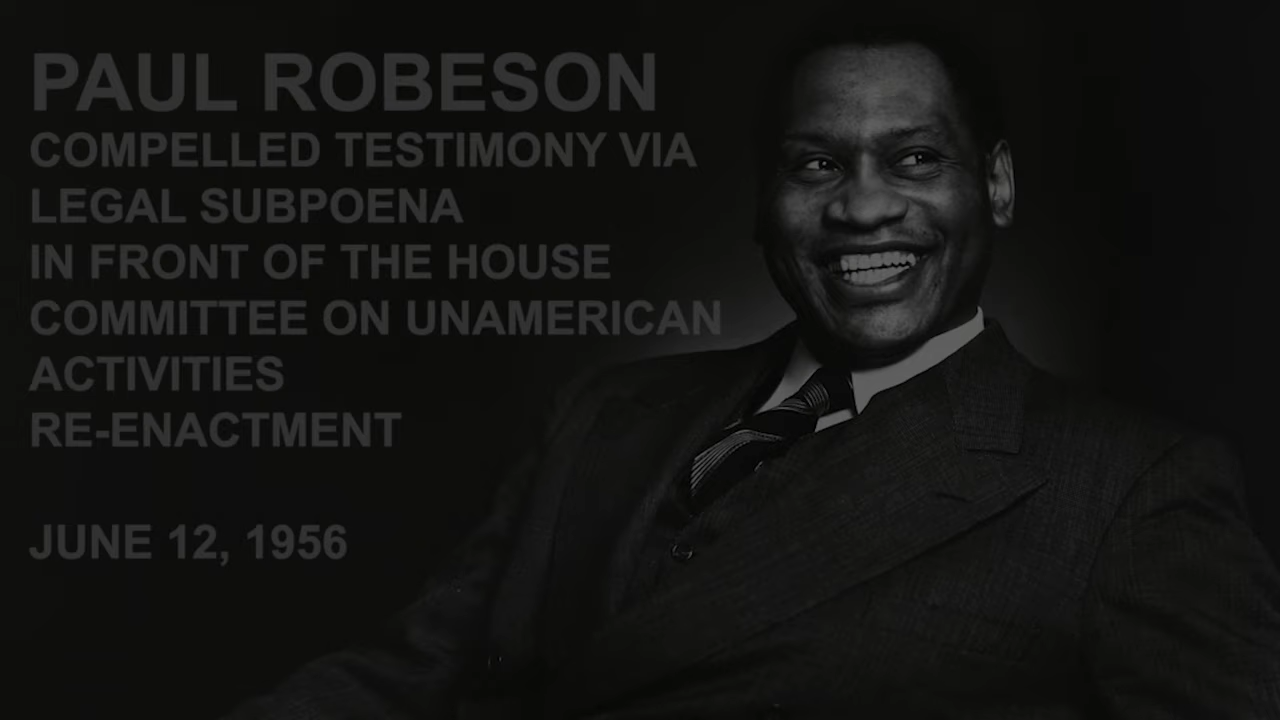 PAUL ROBESON
COMPELLED TESTIMONY VIA
LEGAL SUBPOENA
IN FRONT OF THE HOUSE
COMMITTEE ON UNAMERICAN
ACTIVITIES
RE-ENACTMENT
JUNE 12, 1956